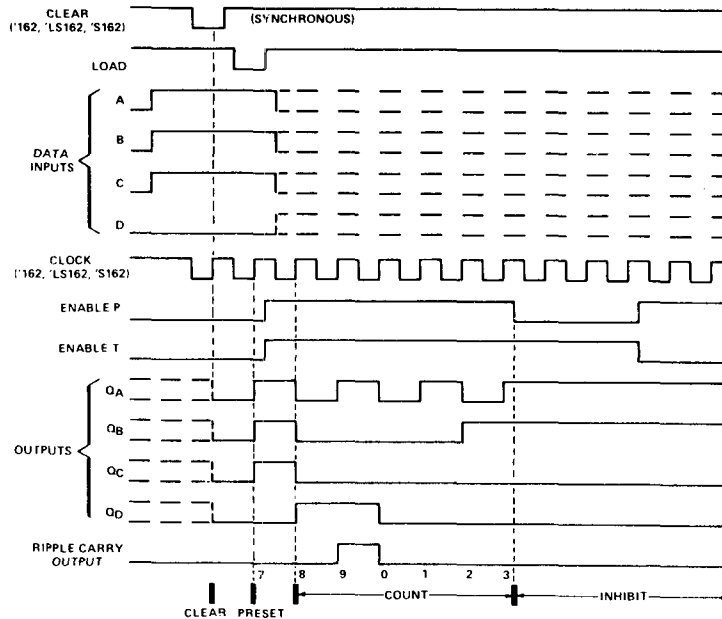 CLEAR
('162, 'LS162, 'S162)
(SYNCHRONOUS)
LOAD
A
B
DATA
INPUTS
C
D
CLOCK
('162, 'LS162, 'S162)
ENABLE P
ENABLE T
QA
QB
OUTPUTS
QC
QD
RIPPLE CARRY
OUTPUT
7 8 9 0 1 2 3
CLEAR PRESET
COUNT
INHIBIT